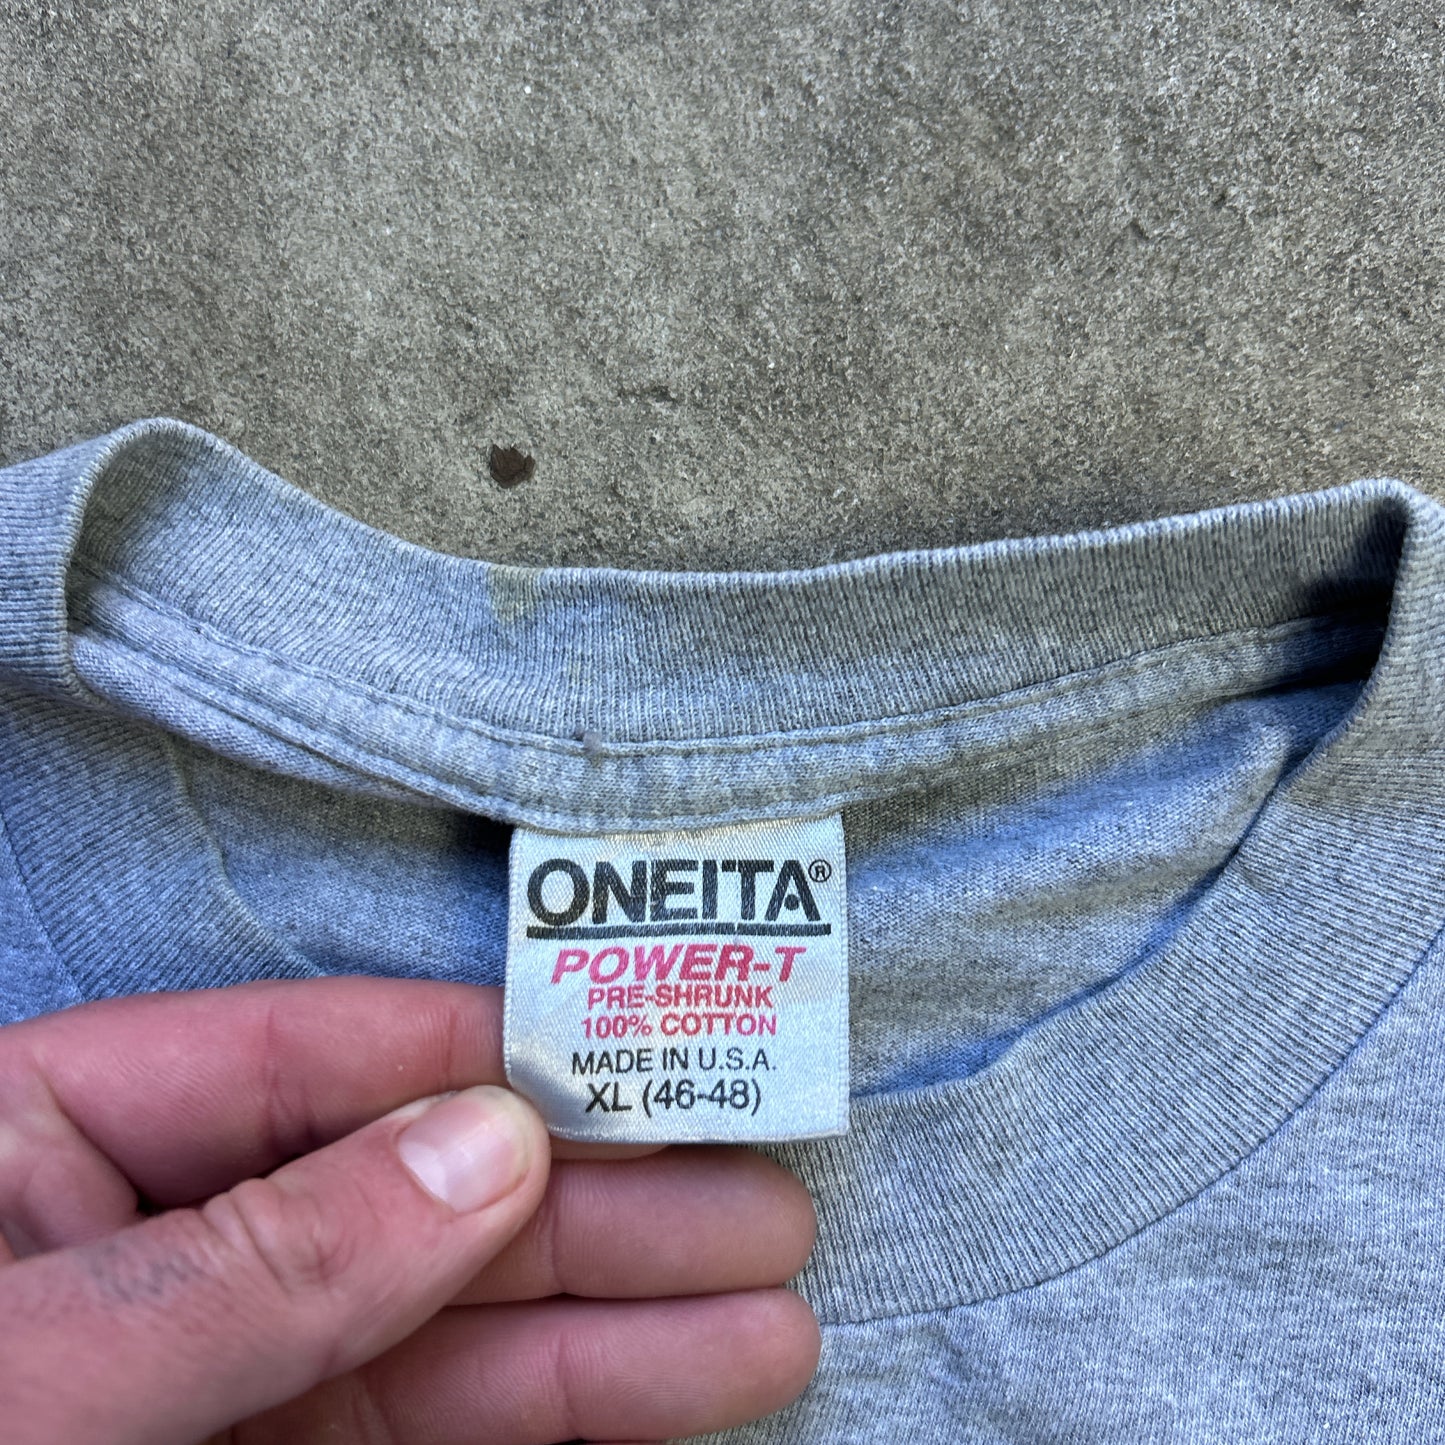 ONEITA®
POWER-T
PRE-SHRUNK
100% COTTON
MADE IN U.S.A.
XL (46-48)